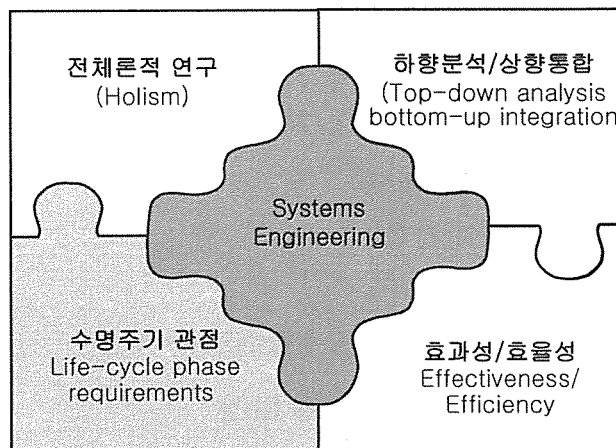 전체론적 연구
(Holism)
하향분석/상향통합
(Top-down analysis
bottom-up integration
Systems
Engineering
수명주기 관점
Life-cycle phase
requirements
효과성/효율성
Effectiveness/
Efficiency